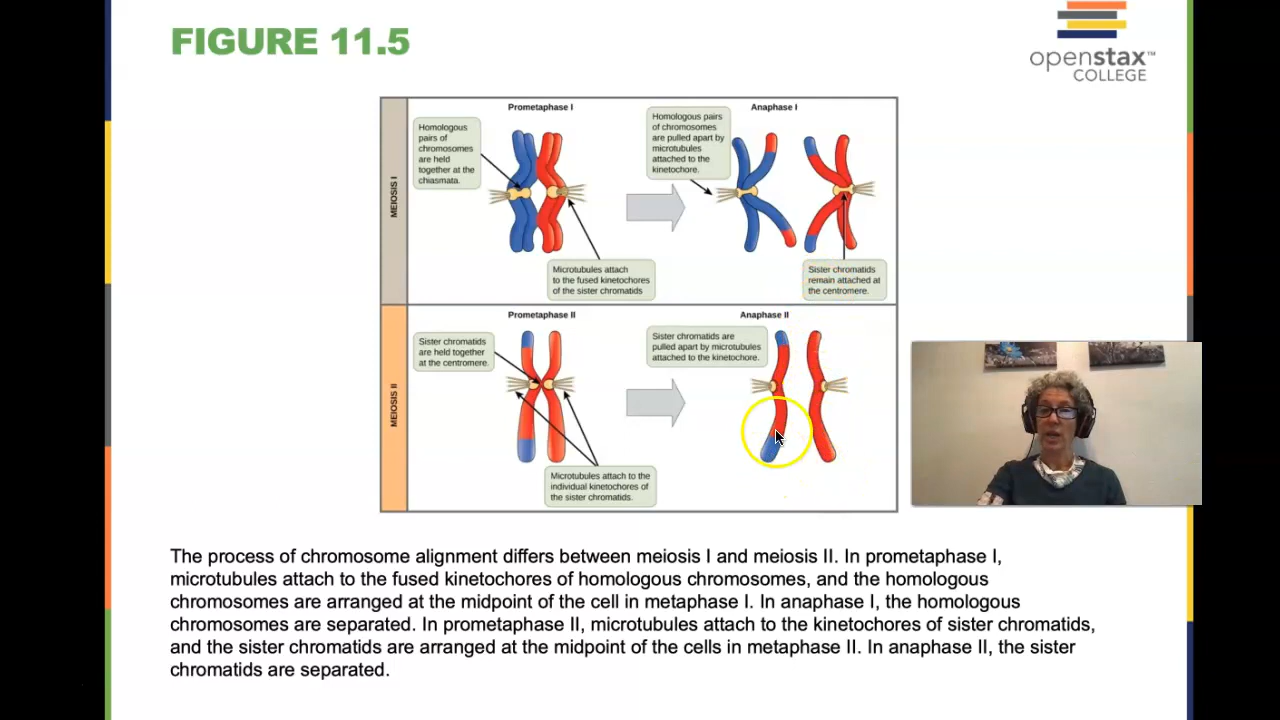 FIGURE 11.5
openstax™
COLLEGE
Prometaphase I
Anaphase I
MEIOSIS I
Homologous
pairs of
chromosomes
are held
together at the
chiasmata.
Homologous pairs
of chromosomes
are pulled apart by
microtubules
attached to the
kinetochore.
Microtubules attach
to the fused kinetochores
of the sister chromatids
Sister chromatids
remain attached at
the centromere.
Prometaphase II
Anaphase II
MEIOSIS II
Sister chromatids
are held together
at the centromere.
Sister chromatids are
pulled apart by microtubules
attached to the kinetochore.
Microtubules attach to the
individual kinetochores of
the sister chromatids.
The process of chromosome alignment differs between meiosis I and meiosis II. In prometaphase I,
microtubules attach to the fused kinetochores of homologous chromosomes, and the homologous
chromosomes are arranged at the midpoint of the cell in metaphase I. In anaphase I, the homologous
chromosomes are separated. In prometaphase II, microtubules attach to the kinetochores of sister chromatids,
and the sister chromatids are arranged at the midpoint of the cells in metaphase II. In anaphase II, the sister
chromatids are separated.